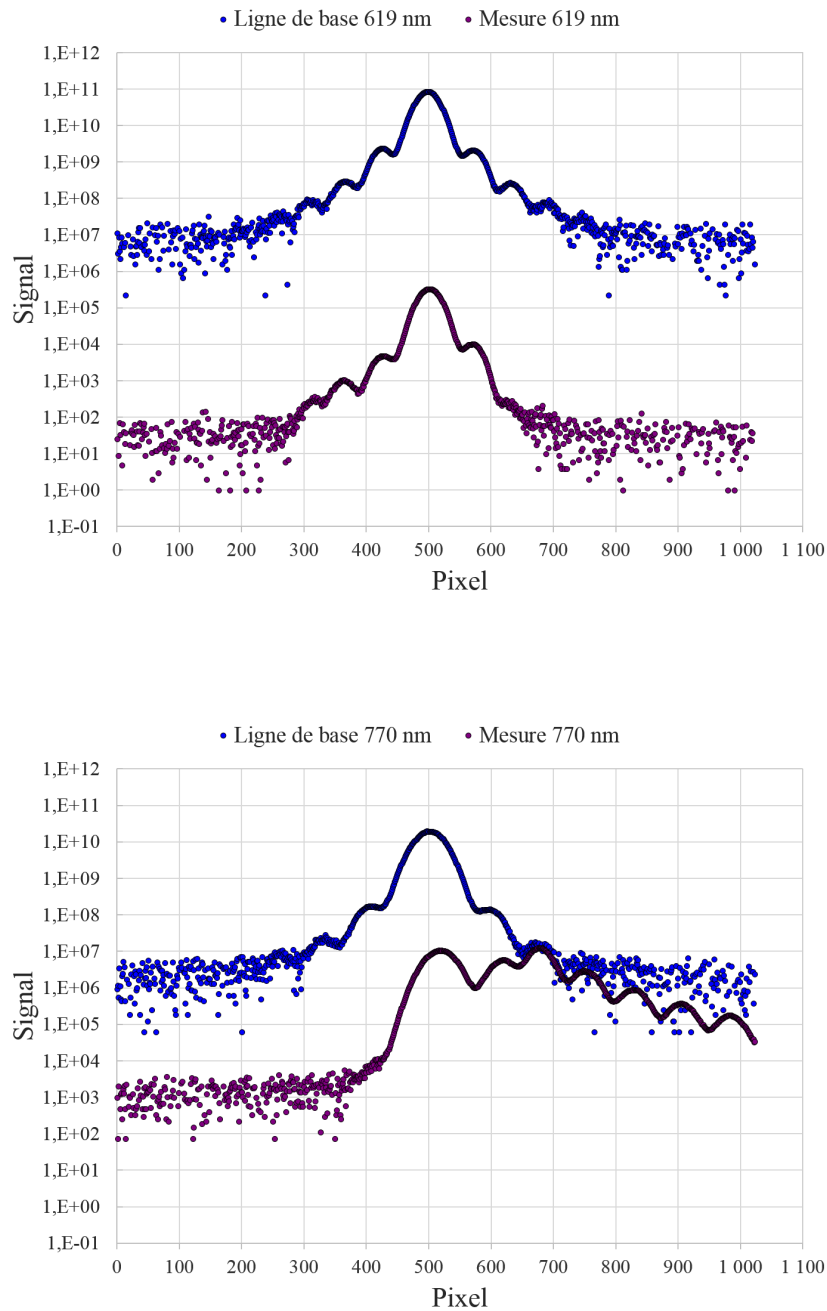 Ligne de base 619 nm Mesure 619 nm
1,E+12
1,E+11
1,E+10
1,E+09
1,E+08
1,E+07
1,E+06
1,E+05
1,E+04
1,E+03
1,E+02
1,E+01
1,E+00
1,E-01
Signal
0 100 200 300 400 500 600 700 800 900 1 000 1 100
Pixel
Ligne de base 770 nm Mesure 770 nm
1,E+12
1,E+11
1,E+10
1,E+09
1,E+08
1,E+07
1,E+06
1,E+05
1,E+04
1,E+03
1,E+02
1,E+01
1,E+00
1,E-01
Signal
0 100 200 300 400 500 600 700 800 900 1 000 1 100
Pixel